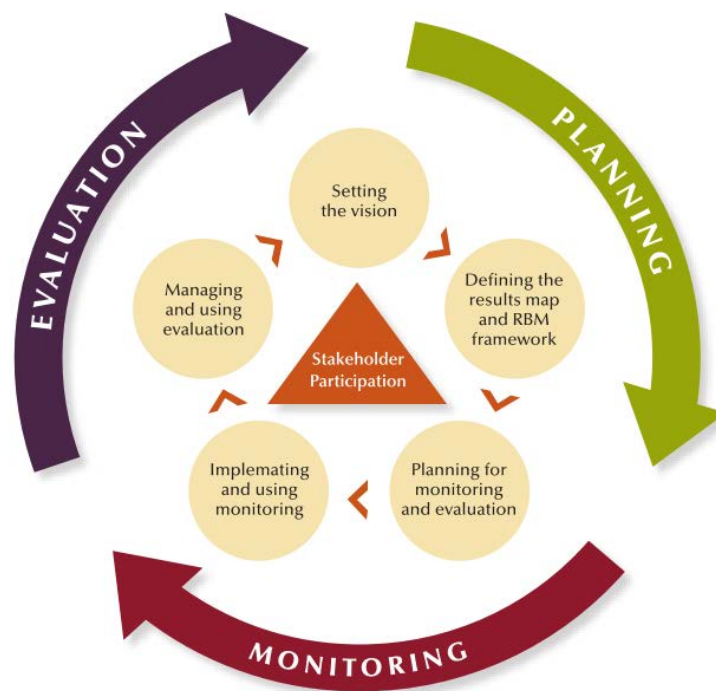 EVALUATION
PLANNING
Setting
the vision
Defining the
results map
and RBM
framework
Managing
and using
evaluation
Stakeholder
Participation
Implemating
and using
monitoring
Planning for
monitoring
and evaluation
MONITORING